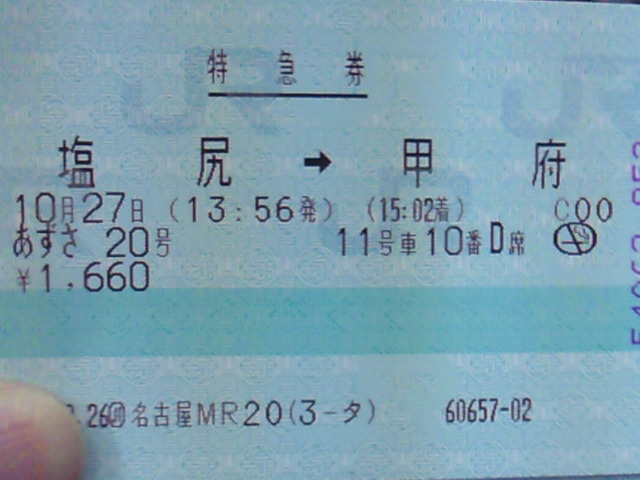 特急券
塩尻 → 甲府
10月27日 (13:56発) (15:02着) C00
あずさ 20号 11号車10番D席
¥1,660
.26 名古屋MR20(3-タ) 60657-02